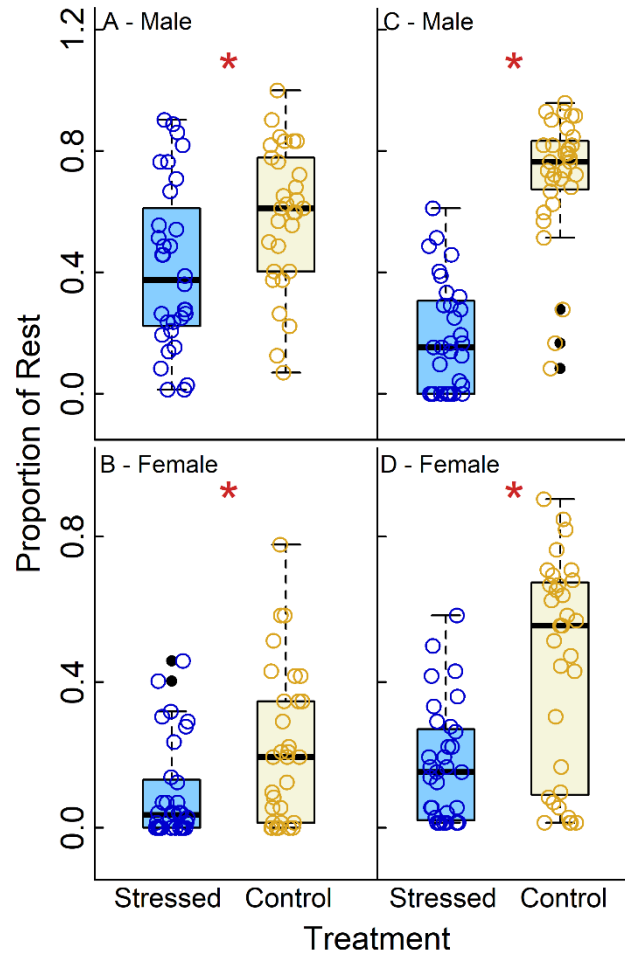 A - Male
C - Male
*
*
1.2
0.8
0.4
0.0
B - Female
D - Female
*
*
0.8
0.4
0.0
Proportion of Rest
Stressed Control Stressed Control
Treatment